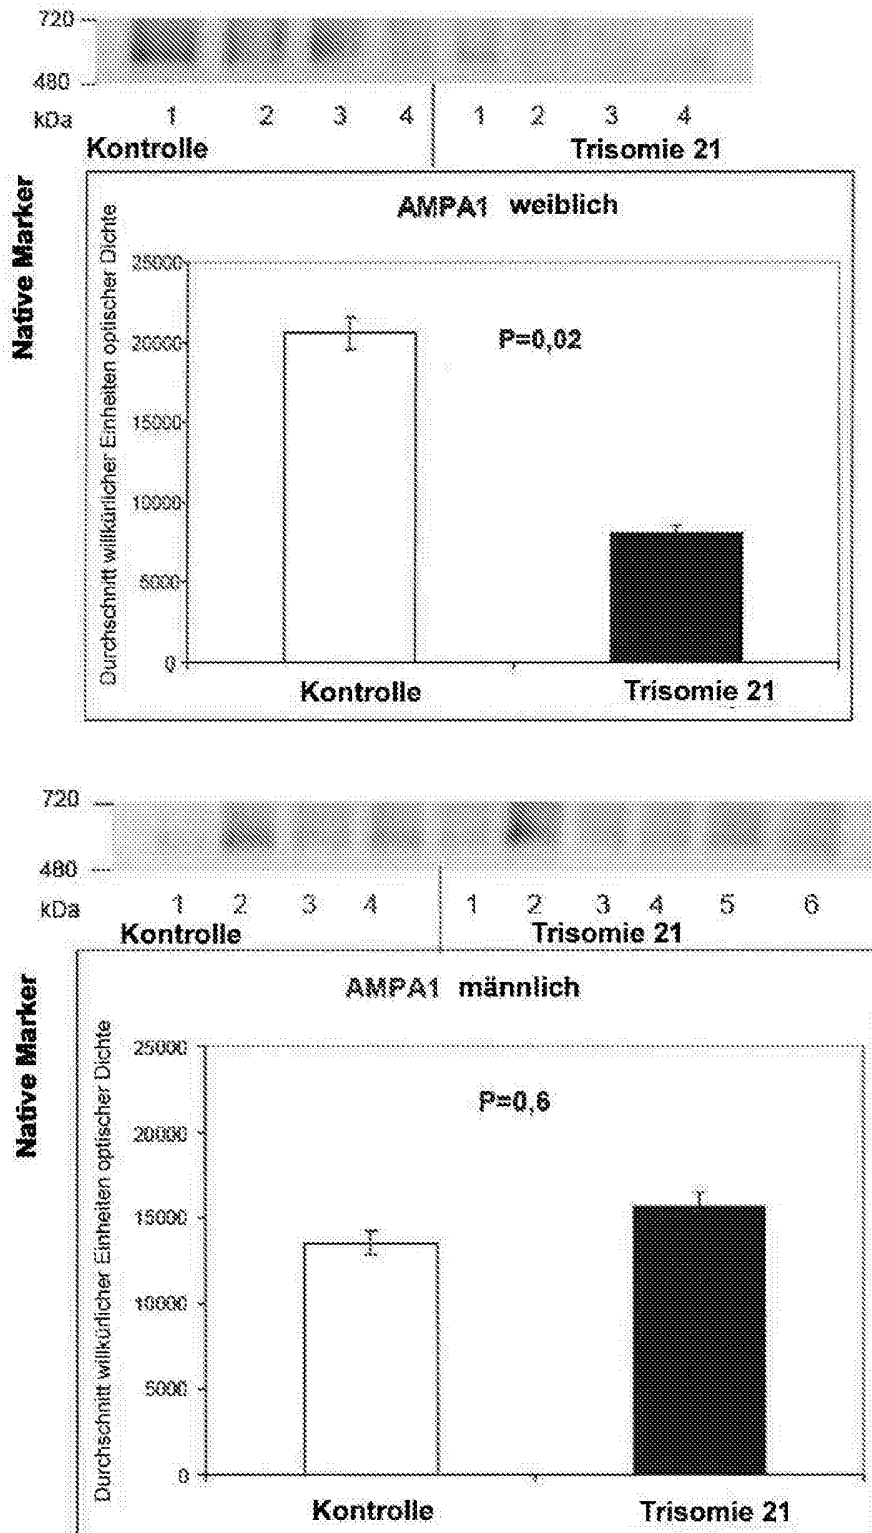 720
480
kDa
1 2 3 4 1 2 3 4
Kontrolle Trisomie 21
Native Marker
AMPA1 weiblich
Durchschnitt willkürlicher Einheiten optischer Dichte
25000
20000
15000
10000
5000
0
P=0,02
Kontrolle Trisomie 21
720
480
kDa
1 2 3 4 1 2 3 4 5 6
Kontrolle Trisomie 21
Native Marker
AMPA1 männlich
Durchschnitt willkürlicher Einheiten optischer Dichte
25000
20000
15000
10000
5000
0
P=0,6
Kontrolle Trisomie 21